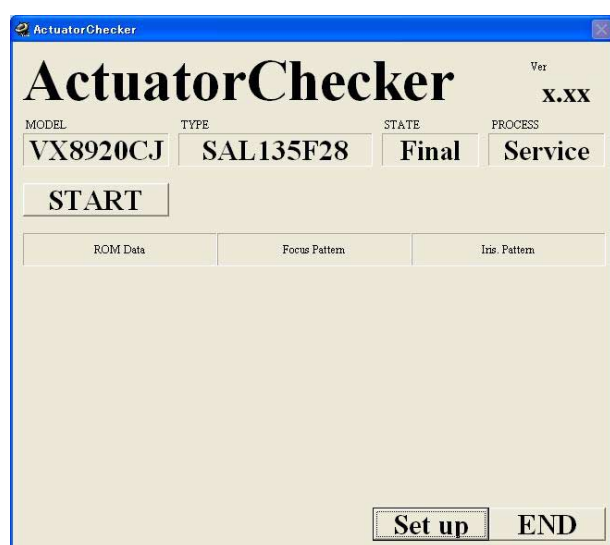 ActuatorChecker
ActuatorChecker
Ver
x.xx
MODEL TYPE STATE PROCESS
VX8920CJ SAL135F28 Final Service
START
ROM Data Focus Pattern Iris. Pattern
Set up END